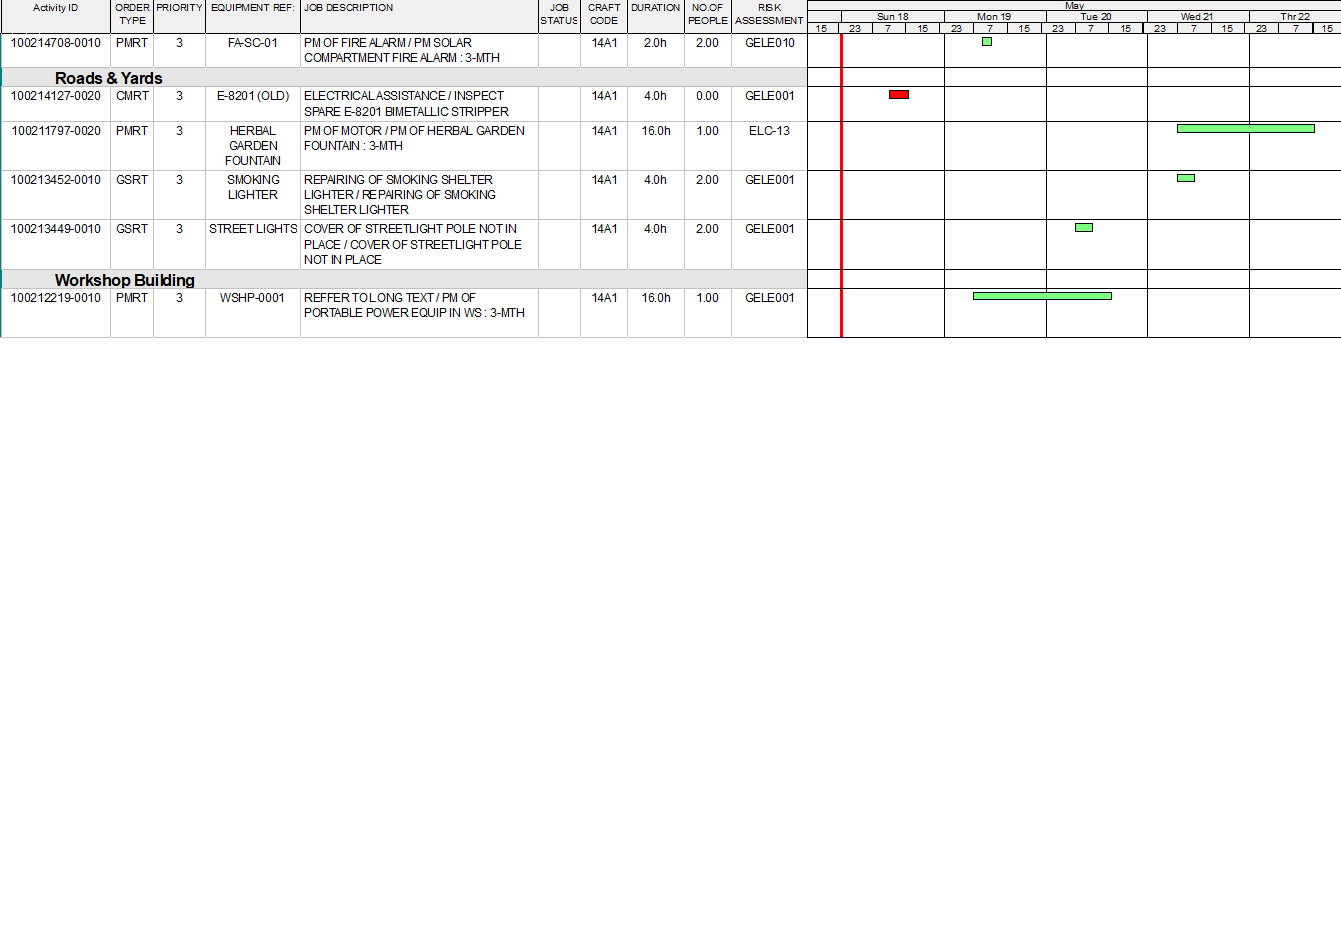 Activity ID ORDER TYPE PRIORITY EQUIPMENT REF: JOB DESCRIPTION JOB STATUS CRAFT CODE DURATION NO.OF PEOPLE RISK ASSESSMENT
May
Sun 18 Mon 19 Tue 20 Wed 21 Thr 22
15 23 7 15 23 7 15 23 7 15 23 7 15 23 7 15
100214708-0010 PMRT 3 FA-SC-01 PM OF FIRE ALARM / PM SOLAR 14A1 2.0h 2.00 GELE010
COMPARTMENT FIRE ALARM : 3-MTH
Roads & Yards
100214127-0020 CMRT 3 E-8201 (OLD) ELECTRICAL ASSISTANCE / INSPECT 14A1 4.0h 0.00 GELE001
SPARE E-8201 BIMETALLIC STRIPPER
100211797-0020 PMRT 3 HERBAL PM OF MOTOR / PM OF HERBAL GARDEN 14A1 16.0h 1.00 ELC-13
GARDEN FOUNTAIN : 3-MTH
FOUNTAIN
100213452-0010 GSRT 3 SMOKING REPAIRING OF SMOKING SHELTER 14A1 4.0h 2.00 GELE001
LIGHTER LIGHTER / REPAIRING OF SMOKING
SHELTER LIGHTER
100213449-0010 GSRT 3 STREET LIGHTS COVER OF STREETLIGHT POLE NOT IN 14A1 4.0h 2.00 GELE001
PLACE / COVER OF STREETLIGHT POLE
NOT IN PLACE
Workshop Building
100212219-0010 PMRT 3 WSHP-0001 REFFER TO LONG TEXT / PM OF 14A1 16.0h 1.00 GELE001
PORTABLE POWER EQUIP IN WS : 3-MTH